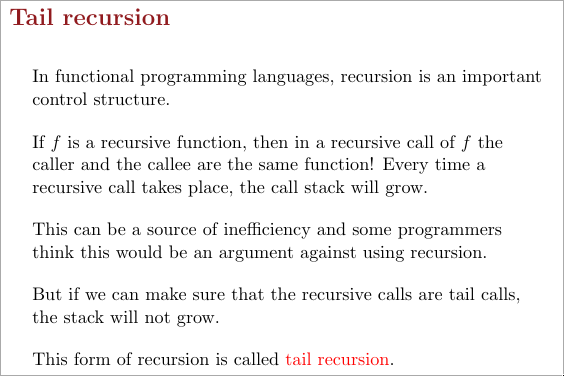 Tail recursion
In functional programming languages, recursion is an important
control structure.
If f is a recursive function, then in a recursive call of f the
caller and the callee are the same function! Every time a
recursive call takes place, the call stack will grow.
This can be a source of inefficiency and some programmers
think this would be an argument against using recursion.
But if we can make sure that the recursive calls are tail calls,
the stack will not grow.
This form of recursion is called tail recursion.